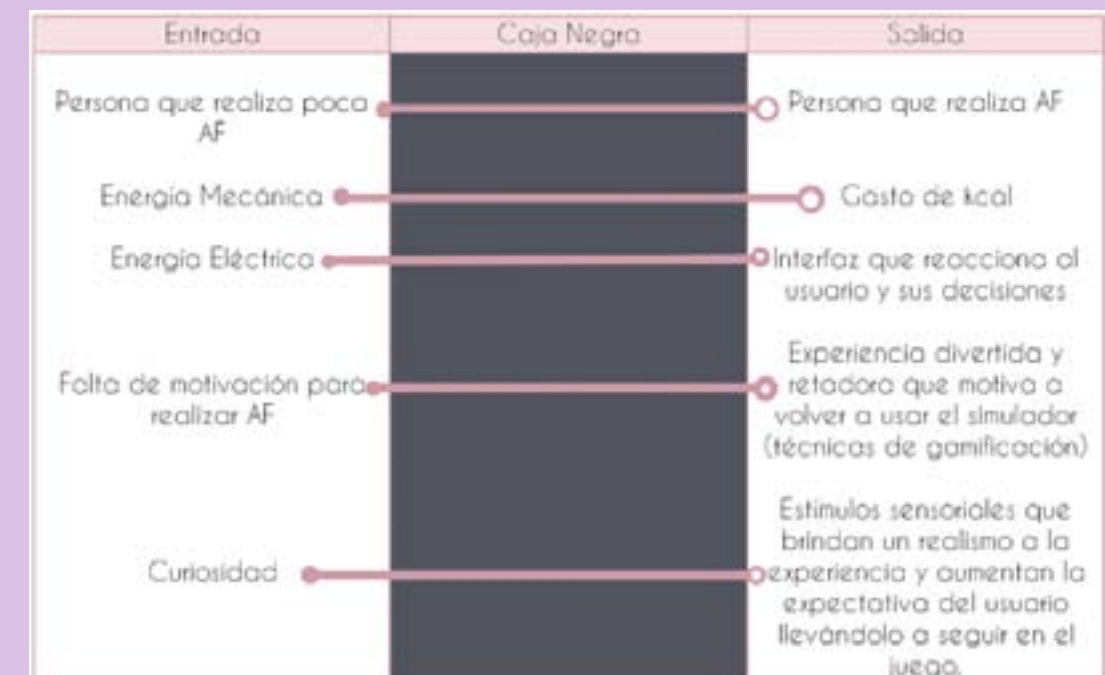 Entrada
Caja Negra
Salida
Persona que realiza poca
AF
Persona que realiza AF
Energía Mecánica
Gasto de kcal
Energía Eléctrica
Interfaz que reacciona al
usuario y sus decisiones
Falta de motivación para
realizar AF
Experiencia divertida y
retadora que motiva a
volver a usar el simulador
(técnicas de gamificación)
Curiosidad
Estímulos sensoriales que
brindan un realismo a la
experiencia y aumentan la
expectativa del usuario
llevándolo a seguir en el
juego.